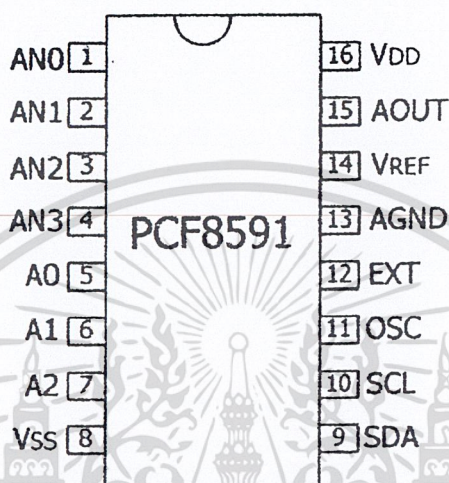 AN0 1 16 VDD
AN1 2 15 AOUT
AN2 3 14 VREF
AN3 4 13 AGND
PCF8591
A0 5 12 EXT
A1 6 11 OSC
A2 7 10 SCL
VSS 8 9 SDA